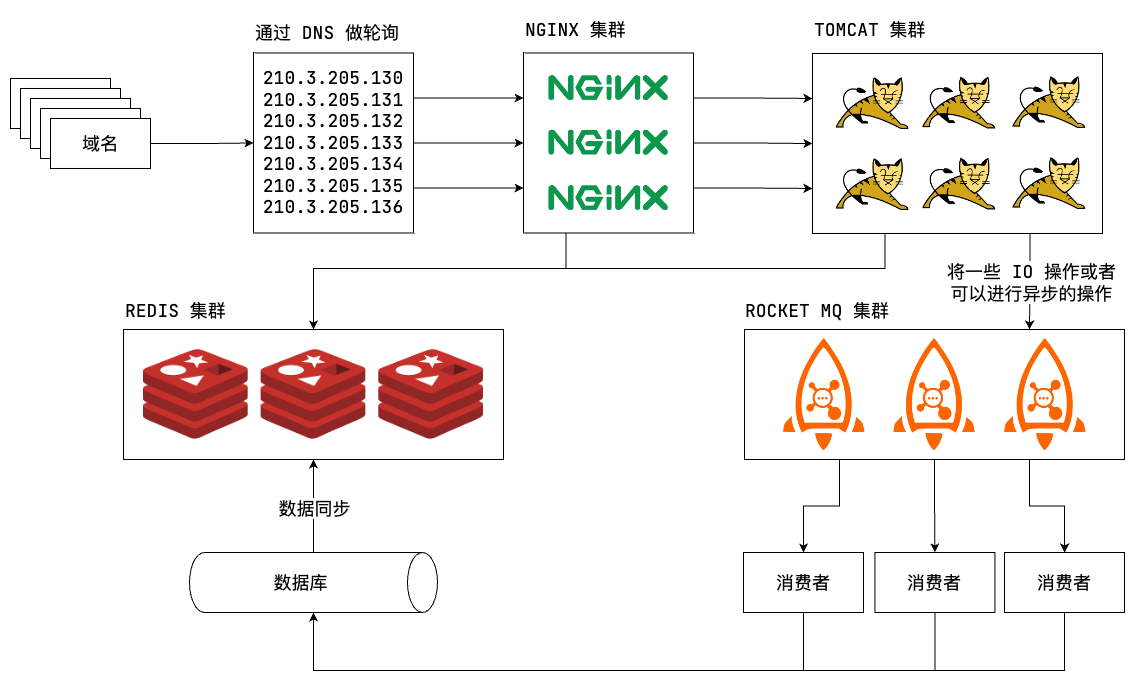 通过 DNS 做轮询
NGINX 集群
TOMCAT 集群
域名
210.3.205.130
210.3.205.131
210.3.205.132
210.3.205.133
210.3.205.134
210.3.205.135
210.3.205.136
NGiNX
NGiNX
NGiNX
将一些 IO 操作或者
可以进行异步的操作
REDIS 集群
ROCKET MQ 集群
数据同步
数据库
消费者
消费者
消费者